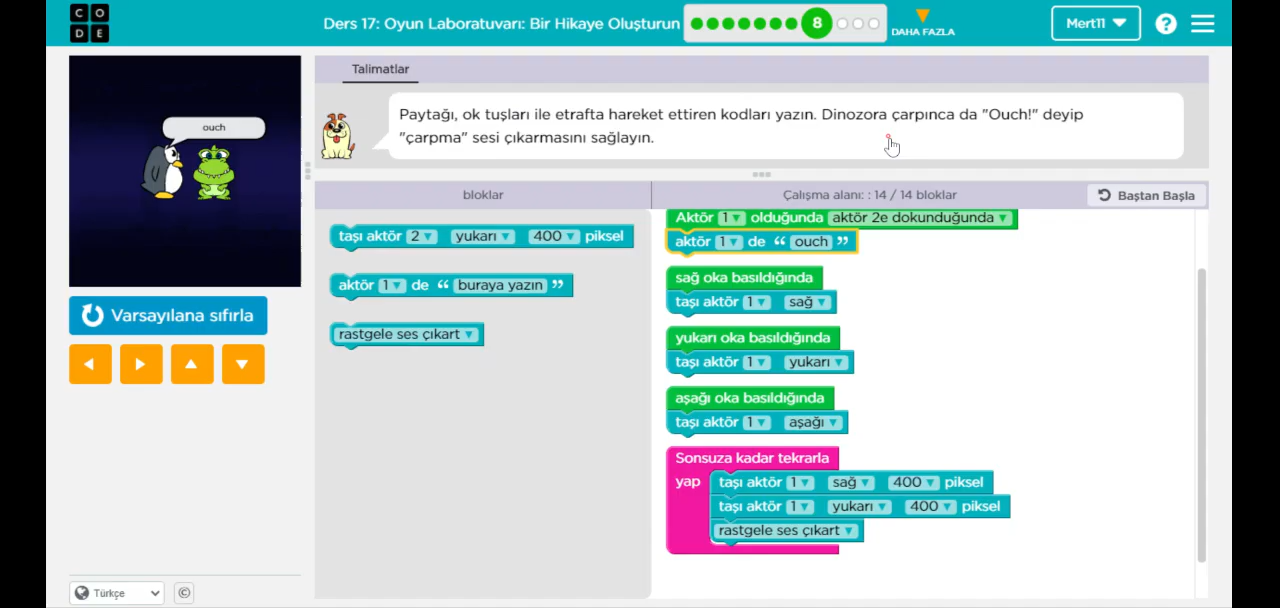 C O
D E
Ders 17: Oyun Laboratuvarı: Bir Hikaye Oluşturun
8
DAHA FAZLA
Mert11
?
Talimatlar
Paytağı, ok tuşları ile etrafta hareket ettiren kodları yazın. Dinozora çarpınca da "Ouch!" deyip
"çarpma" sesi çıkarmasını sağlayın.
ouch
Varsayılana sıfırla
bloklar
taşı aktör 2 yukarı 400 piksel
aktör 1 de “ buraya yazın ”
rastgele ses çıkart
Çalışma alanı: : 14 / 14 bloklar
Baştan Başla
Aktör 1 olduğunda aktör 2e dokunduğunda
aktör 1 de “ ouch ”
sağ oka basıldığında
taşı aktör 1 sağ
yukarı oka basıldığında
taşı aktör 1 yukarı
aşağı oka basıldığında
taşı aktör 1 aşağı
Sonsuza kadar tekrarla
yap taşı aktör 1 sağ 400 piksel
taşı aktör 1 yukarı 400 piksel
rastgele ses çıkart
Türkçe
©